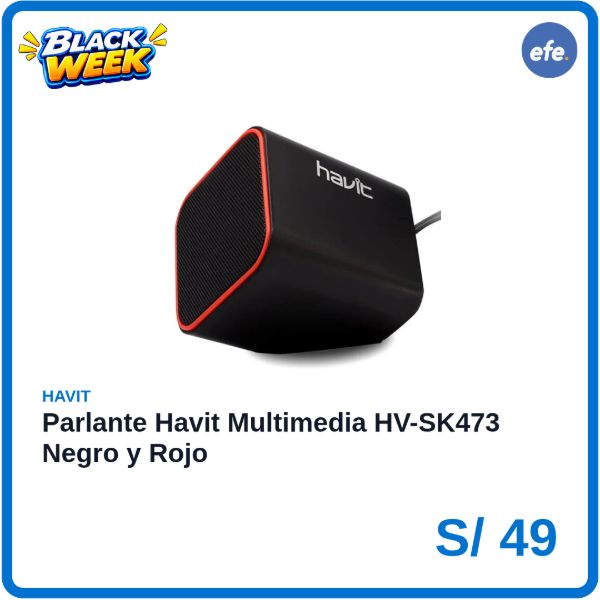 BLACK
WEEK
efe.
havit
HAVIT
Parlante Havit Multimedia HV-SK473
Negro y Rojo
S/ 49